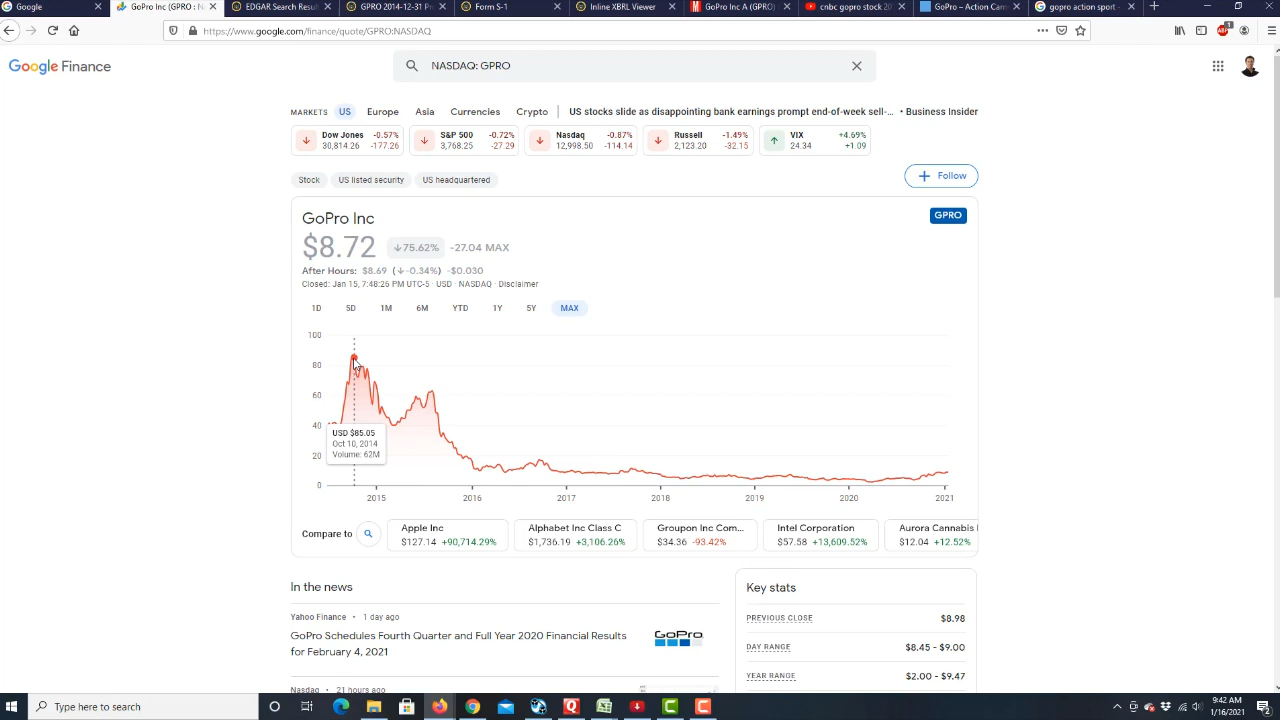 Google
GoPro Inc (GPRO : N
EDGAR Search Resul
GPRO 2014-12-31 Pr
Form S-1
Inline XBRL Viewer
GoPro Inc A (GPRO)
cnbc gopro stock 20
GoPro – Action Cam
gopro action sport -
https://www.google.com/finance/quote/GPRO:NASDAQ
Google Finance
NASDAQ: GPRO
MARKETS US Europe Asia Currencies Crypto
US stocks slide as disappointing bank earnings prompt end-of-week sell-... • Business Insider
Dow Jones -0.57%
30,814.26 -177.26
S&P 500 -0.72%
3,768.25 -27.29
Nasdaq -0.87%
12,998.50 -114.14
Russell -1.49%
2,123.20 -32.15
VIX +4.69%
24.34 +1.09
Stock
US listed security
US headquartered
Follow
GoPro Inc
GPRO
$8.72 75.62% -27.04 MAX
After Hours: $8.69 (↓-0.34%) -$0.030
Closed: Jan 15, 7:48:26 PM UTC-5 · USD · NASDAQ · Disclaimer
1D 5D 1M 6M YTD 1Y 5Y MAX
100
80
60
40
20
0
USD $85.05
Oct 10, 2014
Volume: 62M
2015 2016 2017 2018 2019 2020 2021
Compare to
Apple Inc
$127.14 +90,714.29%
Alphabet Inc Class C
$1,736.19 +3,106.26%
Groupon Inc Com...
$34.36 -93.42%
Intel Corporation
$57.58 +13,609.52%
Aurora Cannabis
$12.04 +12.52%
In the news
Yahoo Finance • 1 day ago
GoPro Schedules Fourth Quarter and Full Year 2020 Financial Results
for February 4, 2021
GoPro
Nasdaq • 21 hours ago
Key stats
PREVIOUS CLOSE $8.98
DAY RANGE $8.45 - $9.00
YEAR RANGE $2.00 - $9.47
Type here to search
9:42 AM
1/16/2021